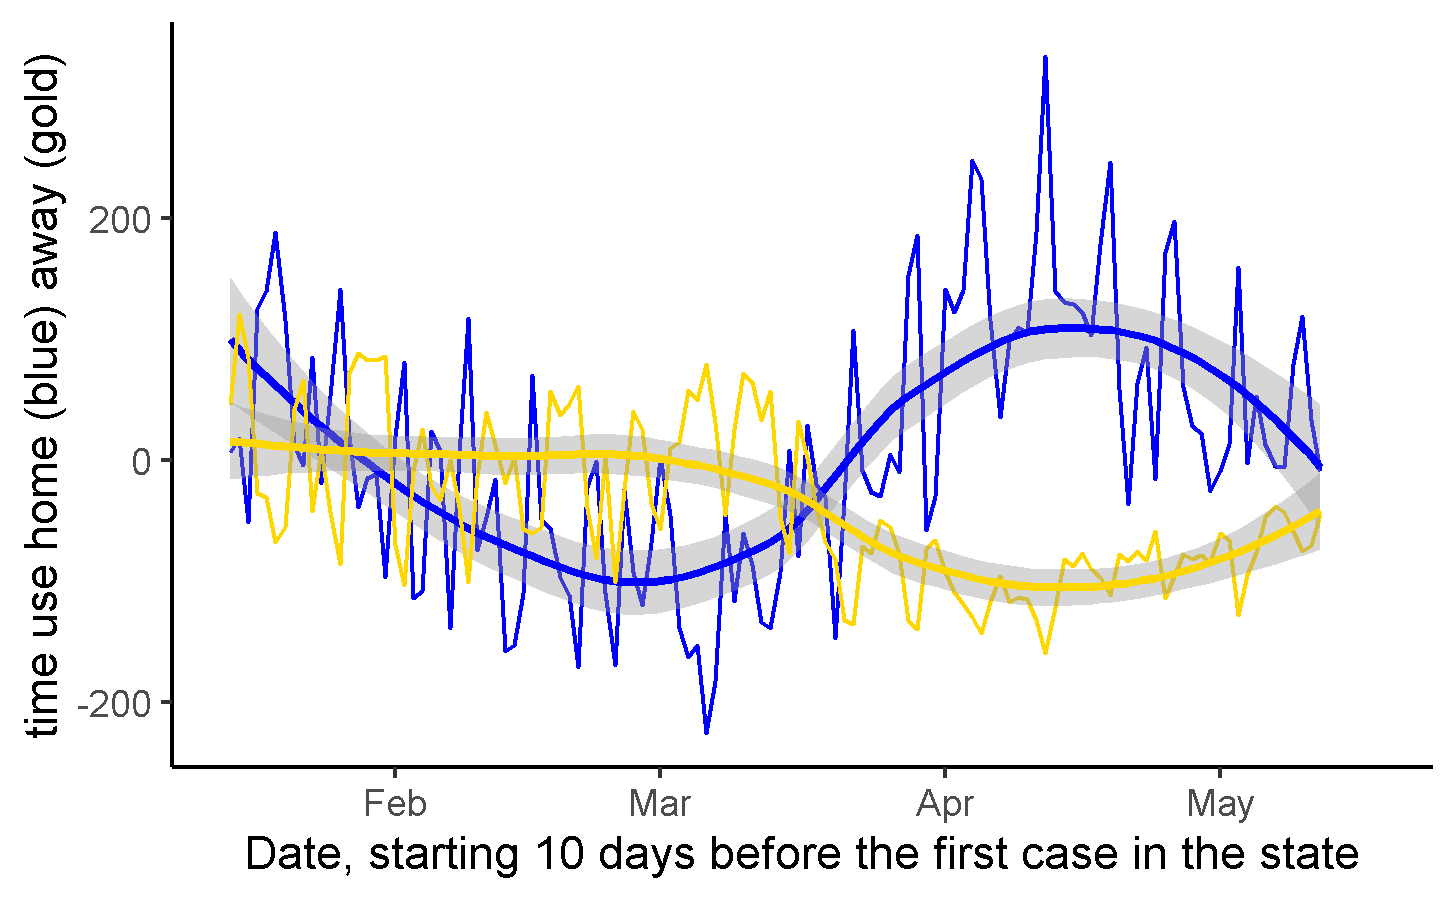 time use home (blue) away (gold)
200
0
-200
Feb
Mar
Apr
May
Date, starting 10 days before the first case in the state